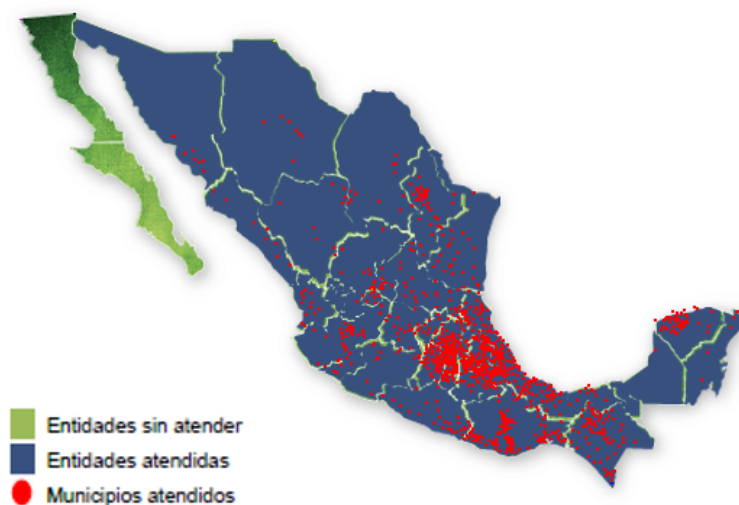 Entidades sin atender
Entidades atendidas
Municipios atendidos